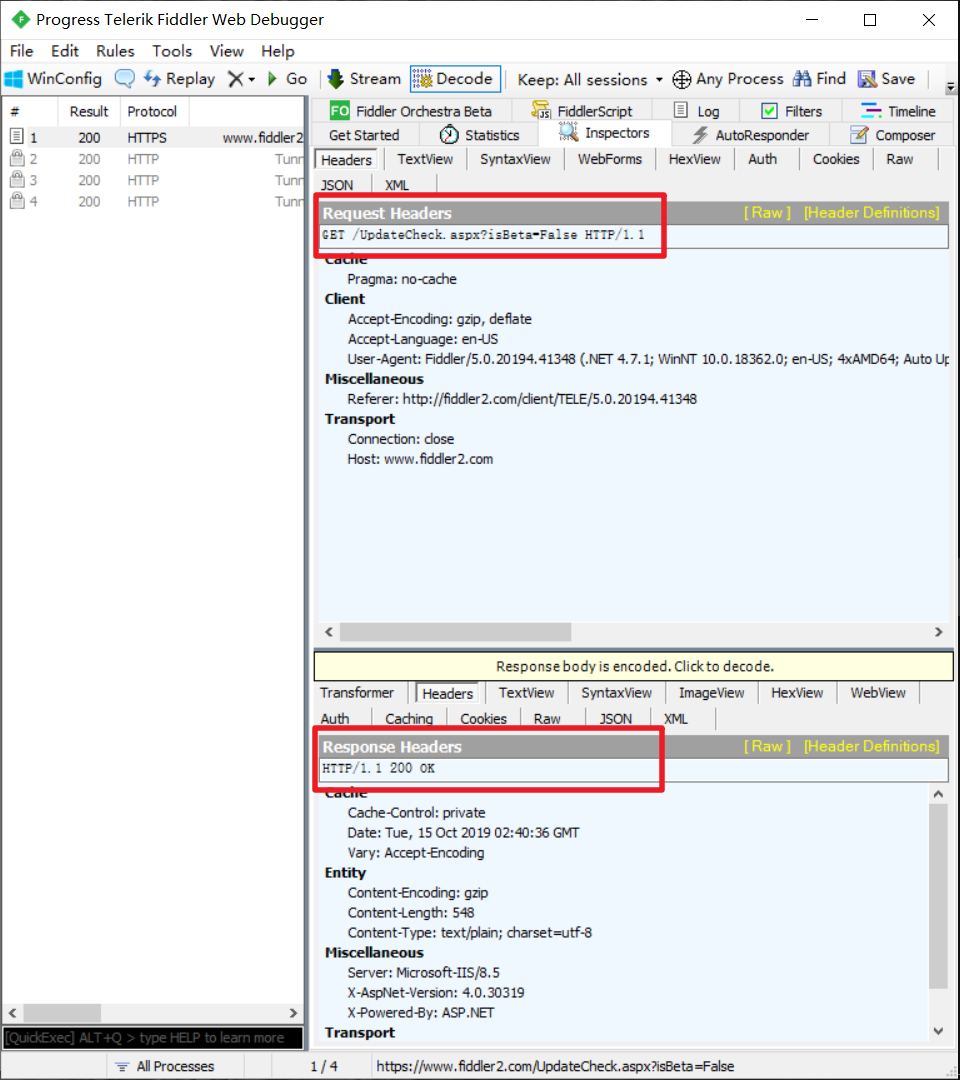 Progress Telerik Fiddler Web Debugger
File Edit Rules Tools View Help
WinConfig Replay Go Stream Decode Keep: All sessions Any Process Find Save
# Result Protocol
1 200 HTTPS www.fiddler2
2 200 HTTP Tunn
3 200 HTTP Tunn
4 200 HTTP Tunn
FO Fiddler Orchestra Beta FiddlerScript Log Filters Timeline
Get Started Statistics Inspectors AutoResponder Composer
Headers TextView SyntaxView WebForms HexView Auth Cookies Raw
JSON XML
Request Headers [ Raw ] [Header Definitions]
GET /UpdateCheck.aspx?isBeta=False HTTP/1.1
Cache
Pragma: no-cache
Client
Accept-Encoding: gzip, deflate
Accept-Language: en-US
User-Agent: Fiddler/5.0.20194.41348 (.NET 4.7.1; WinNT 10.0.18362.0; en-US; 4xAMD64; Auto Up
Miscellaneous
Referer: http://fiddler2.com/client/TELE/5.0.20194.41348
Transport
Connection: close
Host: www.fiddler2.com
Response body is encoded. Click to decode.
Transformer Headers TextView SyntaxView ImageView HexView WebView
Auth Caching Cookies Raw JSON XML
Response Headers [ Raw ] [Header Definitions]
HTTP/1.1 200 OK
Cache
Cache-Control: private
Date: Tue, 15 Oct 2019 02:40:36 GMT
Vary: Accept-Encoding
Entity
Content-Encoding: gzip
Content-Length: 548
Content-Type: text/plain; charset=utf-8
Miscellaneous
Server: Microsoft-IIS/8.5
X-AspNet-Version: 4.0.30319
X-Powered-By: ASP.NET
Transport
[QuickExec] ALT+Q > type HELP to learn more
All Processes 1 / 4 https://www.fiddler2.com/UpdateCheck.aspx?isBeta=False